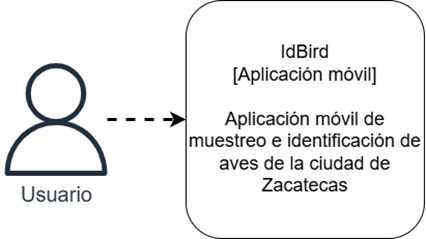 IdBird
[Aplicación móvil]
Aplicación móvil de
muestreo e identificación de
aves de la ciudad de
Zacatecas
Usuario